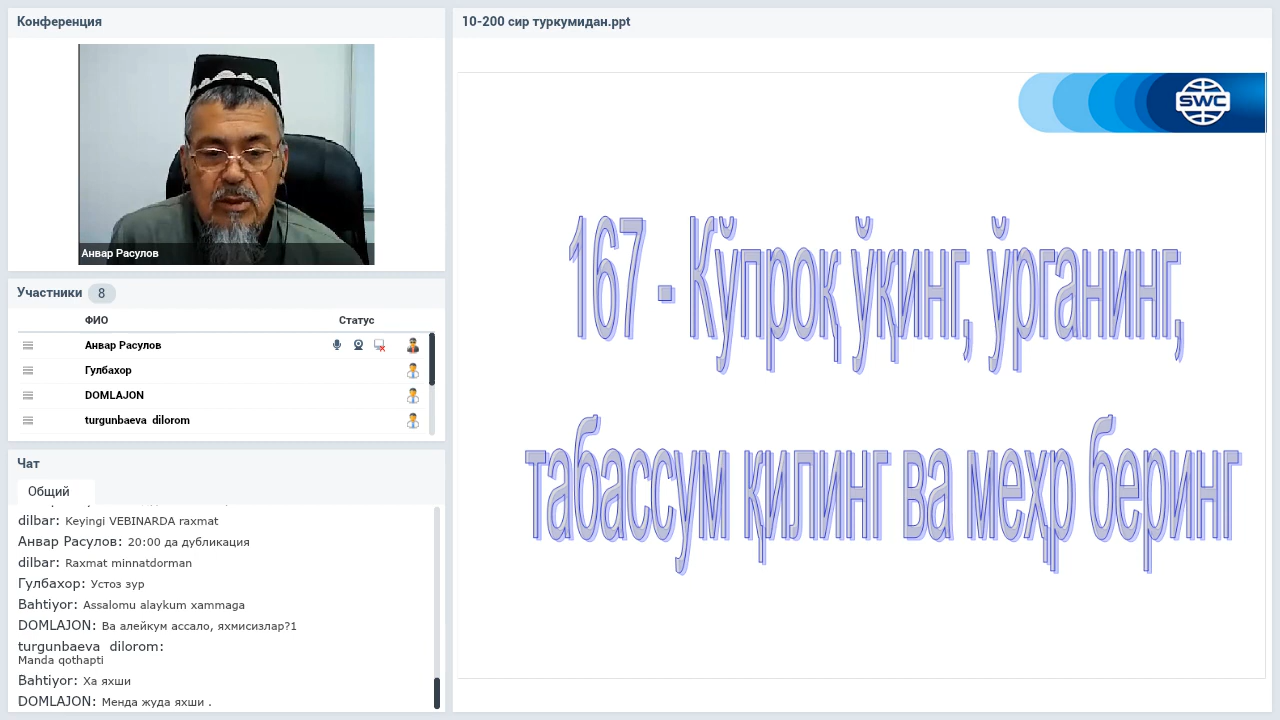 Конференция
Анвар Расулов
Участники 8
ФИО Статус
Анвар Расулов
Гулбахор
DOMLAJON
turgunbaeva dilorom
Чат
Общий
dilbar: Keyingi VEBINARDA raxmat
Анвар Расулов: 20:00 да дубликация
dilbar: Raxmat minnatdorman
Гулбахор: Устоз зур
Bahtiyor: Assalomu alaykum xammaga
DOMLAJON: Ва алейкум ассало, яхмисизлар?1
turgunbaeva dilorom:
Manda qothapti
Bahtiyor: Ха яхши
DOMLAJON: Менда жуда яхши .
10-200 сир туркумидан.ppt
SWC
167 - Кўпроқ ўқинг, ўрганинг,
табассум қилинг ва меҳр беринг